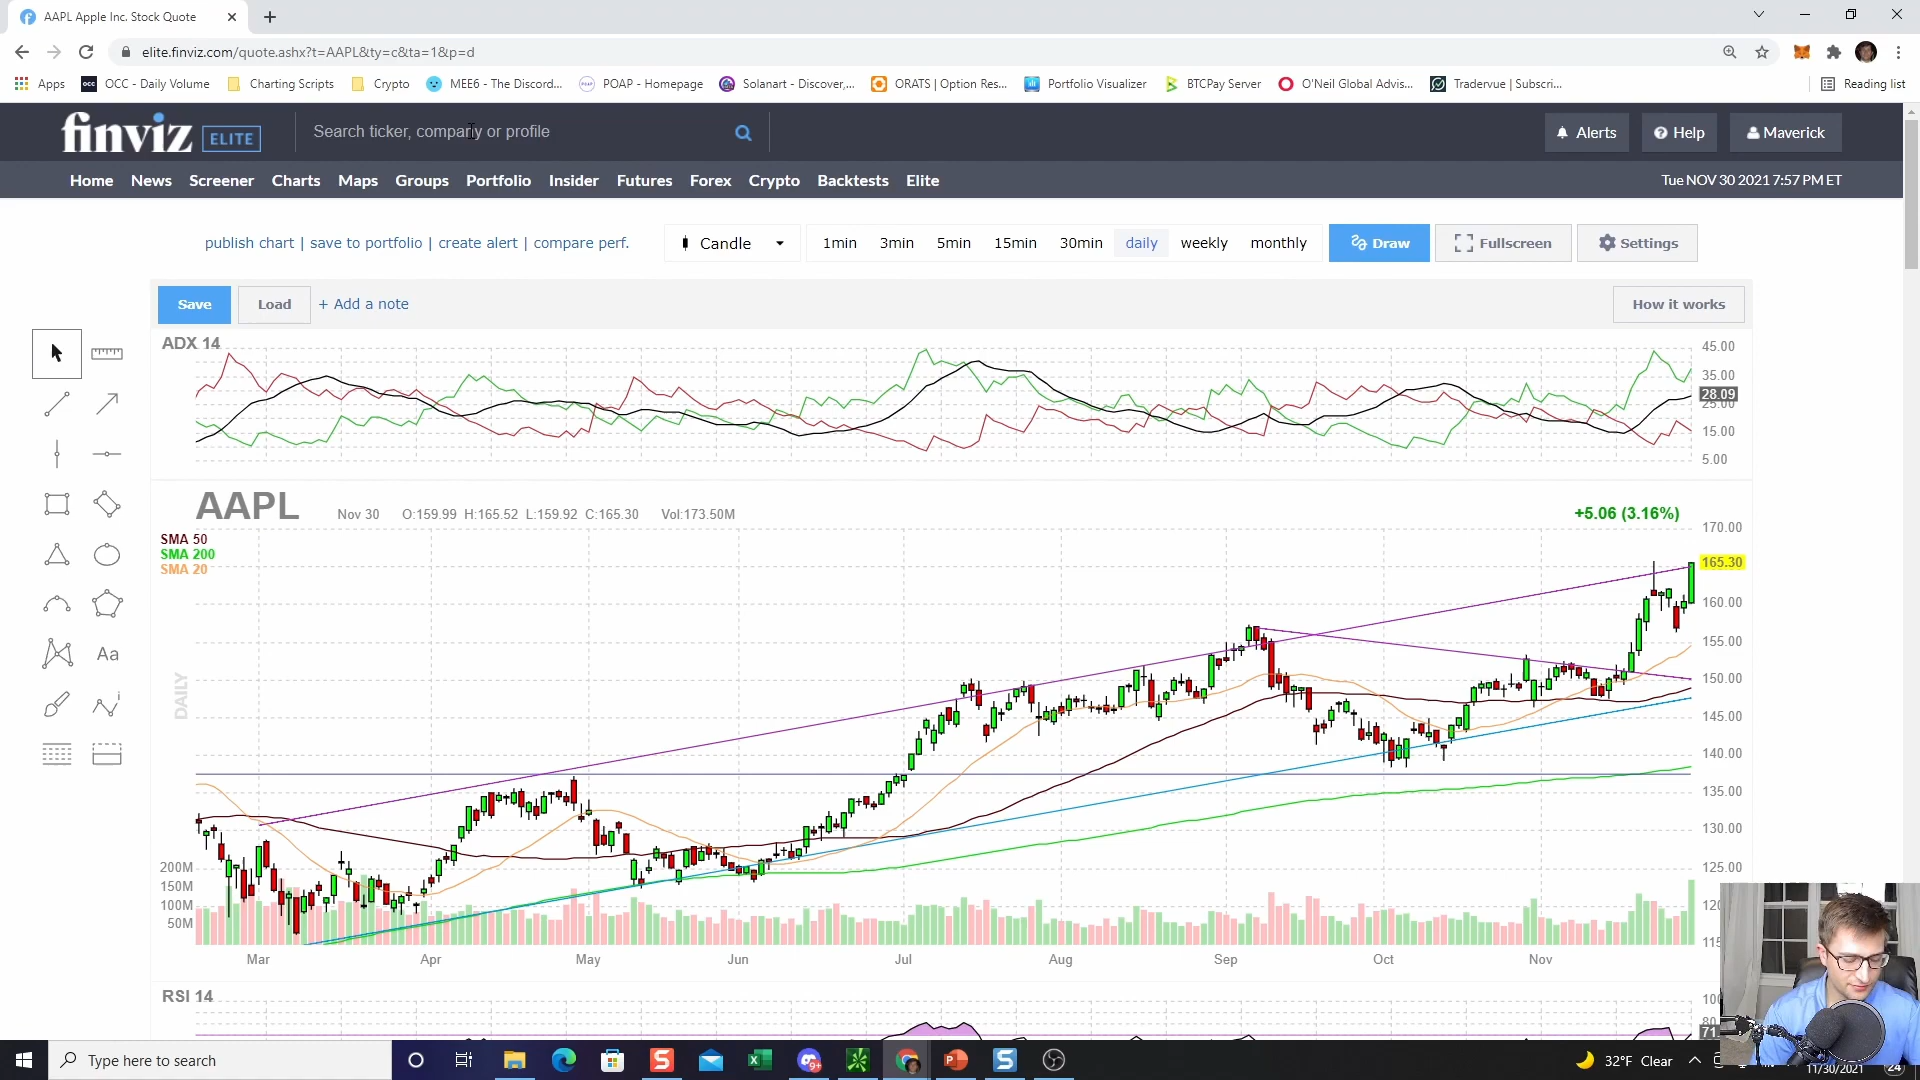 AAPL Apple Inc. Stock Quote
elite.finviz.com/quote.ashx?t=AAPL&ty=c&ta=1&p=d
Apps OCC - Daily Volume Charting Scripts Crypto MEE6 - The Discord... POAP - Homepage Solanart - Discover,... ORATS | Option Res... Portfolio Visualizer BTCPay Server O'Neil Global Advis... Tradervue | Subscri... Reading list
finviz ELITE Search ticker, company or profile Alerts Help Maverick
Home News Screener Charts Maps Groups Portfolio Insider Futures Forex Crypto Backtests Elite Tue NOV 30 2021 7:57 PM ET
publish chart | save to portfolio | create alert | compare perf. Candle 1min 3min 5min 15min 30min daily weekly monthly Draw Fullscreen Settings
Save Load + Add a note How it works
ADX 14
45.00
35.00
28.09
25.00
15.00
5.00
AAPL Nov 30 O:159.99 H:165.52 L:159.92 C:165.30 Vol:173.50M +5.06 (3.16%)
170.00
SMA 50
SMA 200
SMA 20
165.30
160.00
155.00
150.00
145.00
140.00
135.00
130.00
125.00
DAILY
Aa
200M
150M
100M
50M
Mar Apr May Jun Jul Aug Sep Oct Nov
RSI 14
71
Type here to search
32°F Clear
11/30/2021
24